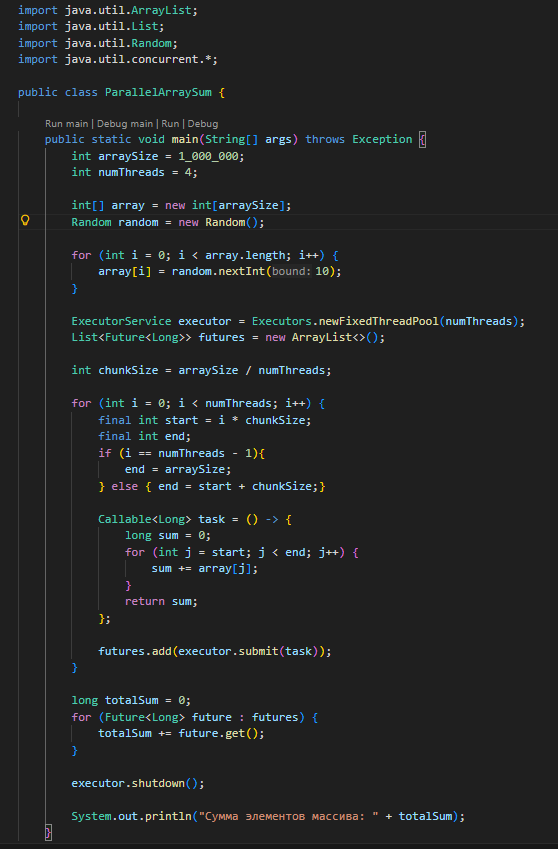 import java.util.ArrayList;
import java.util.List;
import java.util.Random;
import java.util.concurrent.*;
public class ParallelArraySum {
Run main | Debug main | Run | Debug
public static void main(String[] args) throws Exception {
int arraySize = 1_000_000;
int numThreads = 4;
int[] array = new int[arraySize];
Random random = new Random();
for (int i = 0; i < array.length; i++) {
array[i] = random.nextInt(bound: 10);
}
ExecutorService executor = Executors.newFixedThreadPool(numThreads);
List<Future<Long>> futures = new ArrayList<>();
int chunkSize = arraySize / numThreads;
for (int i = 0; i < numThreads; i++) {
final int start = i * chunkSize;
final int end;
if (i == numThreads - 1){
end = arraySize;
} else { end = start + chunkSize;}
Callable<Long> task = () -> {
long sum = 0;
for (int j = start; j < end; j++) {
sum += array[j];
}
return sum;
};
futures.add(executor.submit(task));
}
long totalSum = 0;
for (Future<Long> future : futures) {
totalSum += future.get();
}
executor.shutdown();
System.out.println("Сумма элементов массива: " + totalSum);
}